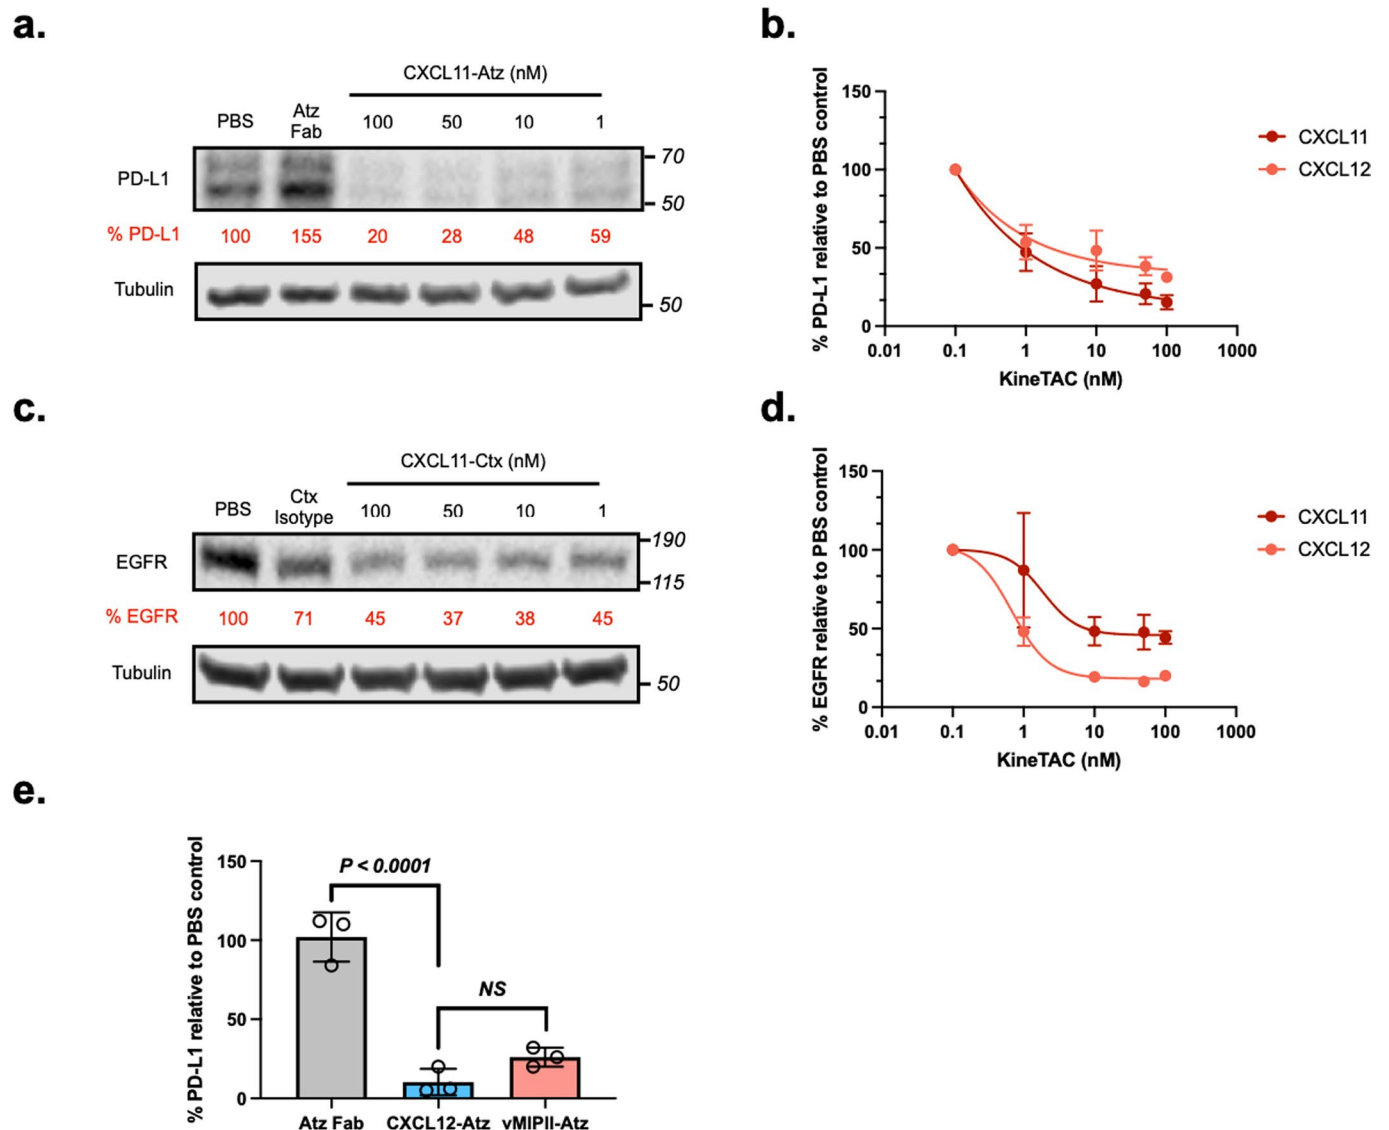 a.
CXCL11-Atz (nM)
PBS Atz Fab 100 50 10 1
PD-L1
70
50
% PD-L1 100 155 20 28 48 59
Tubulin
50
b.
% PD-L1 relative to PBS control
150
100
50
0
0.01 0.1 1 10 100 1000
KineTAC (nM)
CXCL11
CXCL12
c.
CXCL11-Ctx (nM)
PBS Ctx Isotype 100 50 10 1
EGFR
190
115
% EGFR 100 71 45 37 38 45
Tubulin
50
d.
% EGFR relative to PBS control
150
100
50
0
0.01 0.1 1 10 100 1000
KineTAC (nM)
CXCL11
CXCL12
e.
% PD-L1 relative to PBS control
150
100
50
0
P < 0.0001
NS
Atz Fab CXCL12-Atz vMIPII-Atz